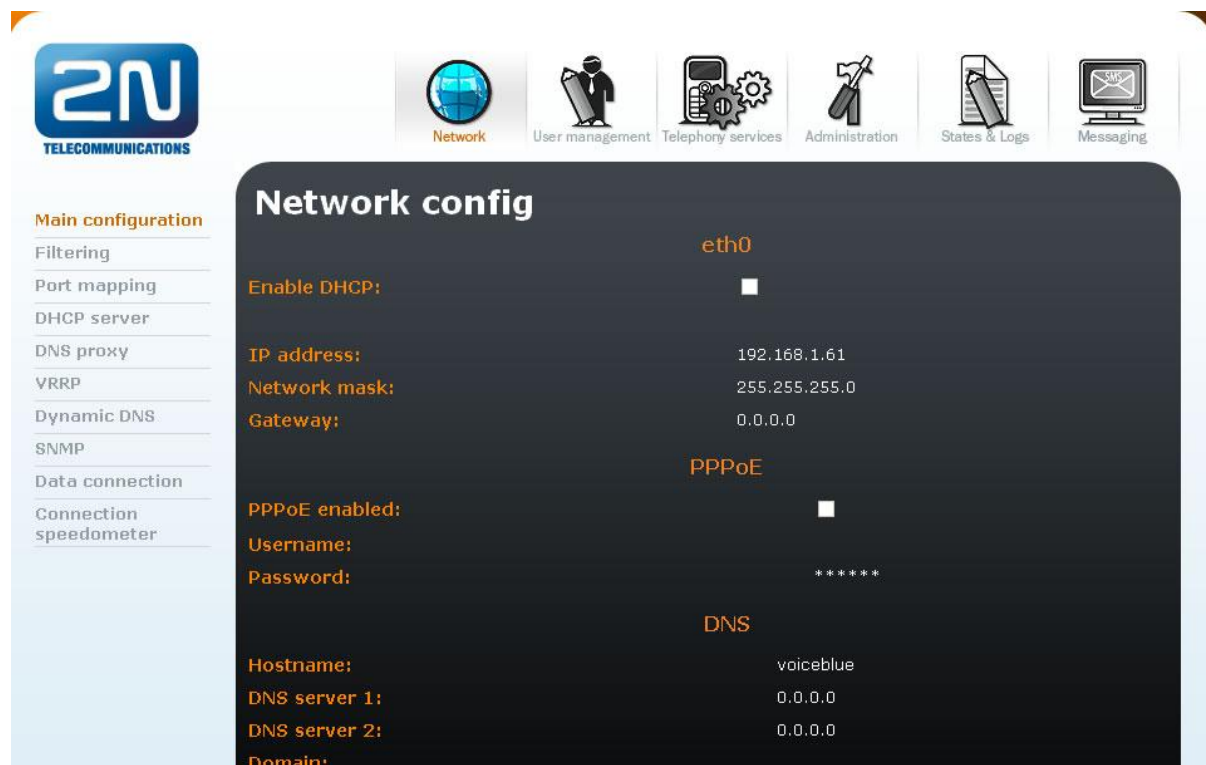 2N
TELECOMMUNICATIONS
Network
User management
Telephony services
Administration
States & Logs
SMS
Messaging
Main configuration
Filtering
Port mapping
DHCP server
DNS proxy
VRRP
Dynamic DNS
SNMP
Data connection
Connection
speedometer
Network config
eth0
Enable DHCP:
IP address: 192.168.1.61
Network mask: 255.255.255.0
Gateway: 0.0.0.0
PPPoE
PPPoE enabled:
Username:
Password: ******
DNS
Hostname: voiceblue
DNS server 1: 0.0.0.0
DNS server 2: 0.0.0.0
Domain: